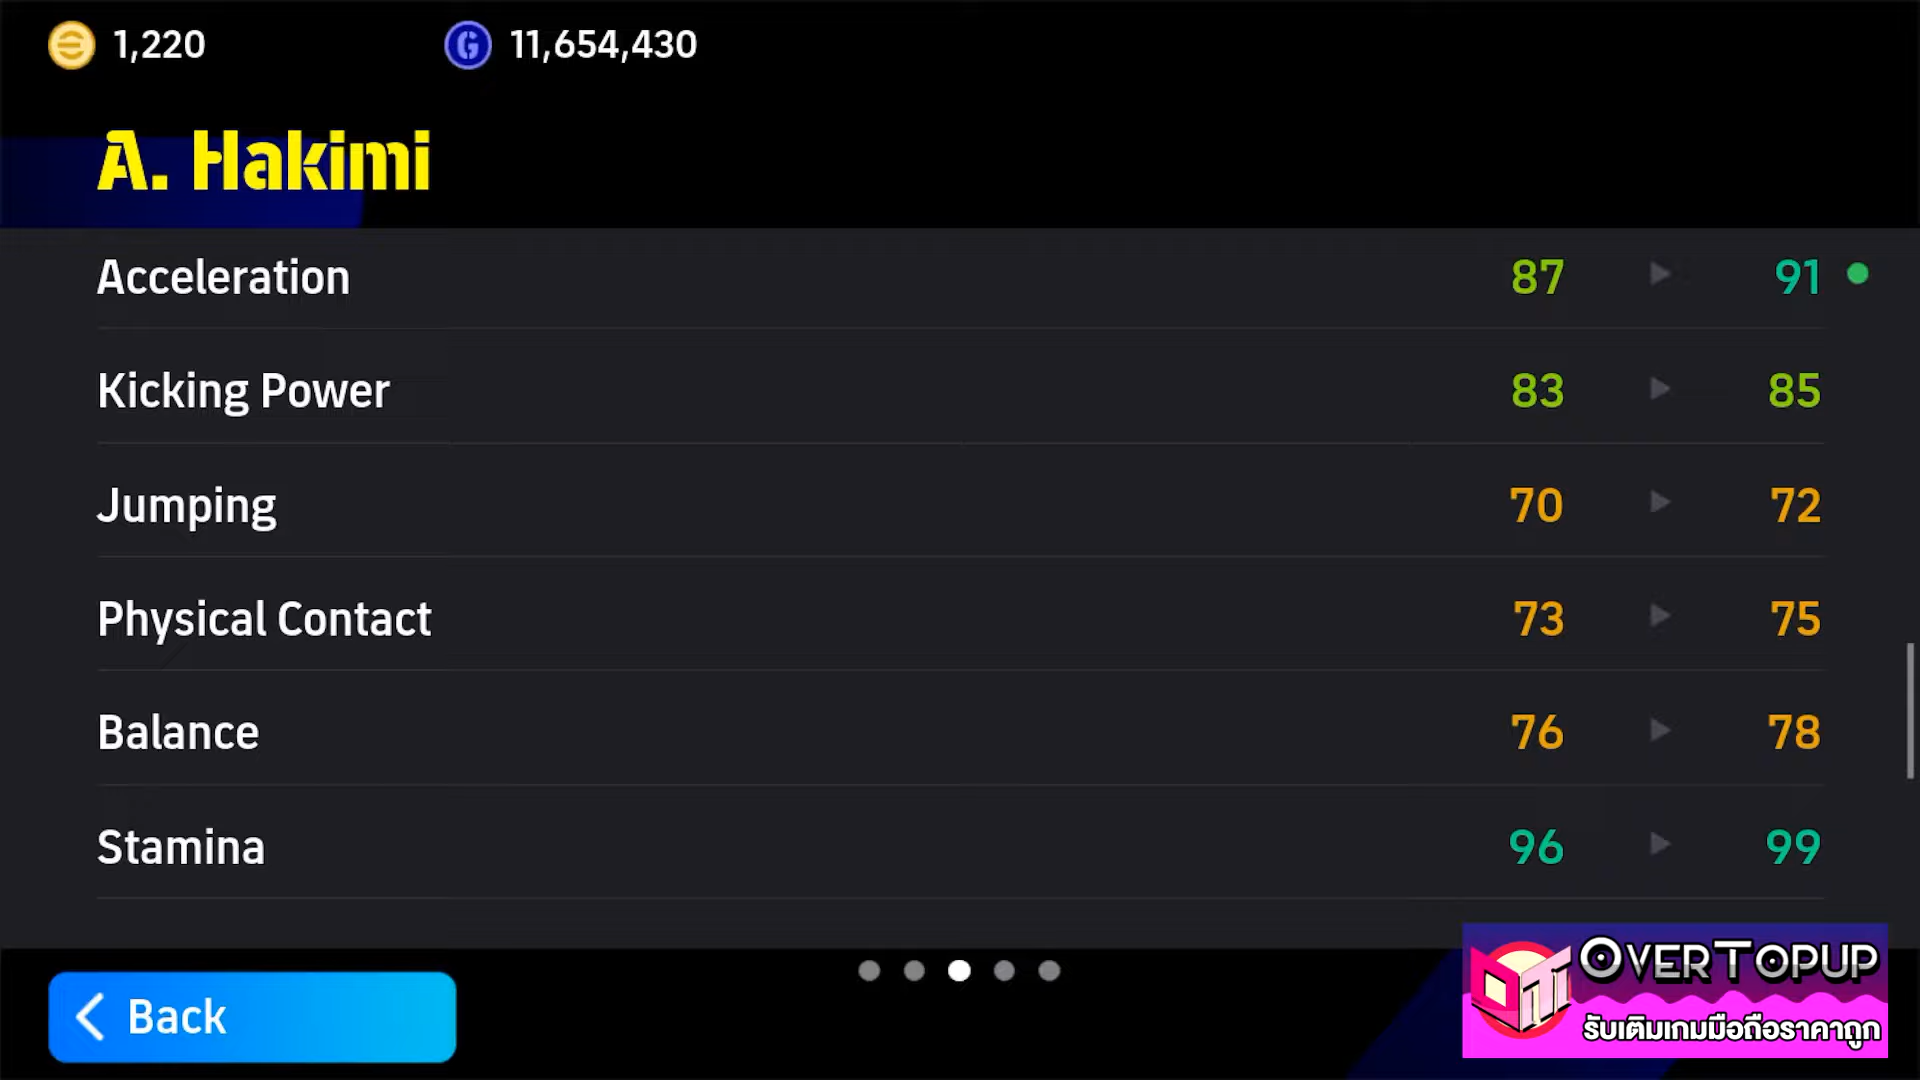 1,220
11,654,430
A. Hakimi
Acceleration 87 91
Kicking Power 83 85
Jumping 70 72
Physical Contact 73 75
Balance 76 78
Stamina 96 99
Back
OVERTOPUP
รับเติมเกมมือถือราคาถูก